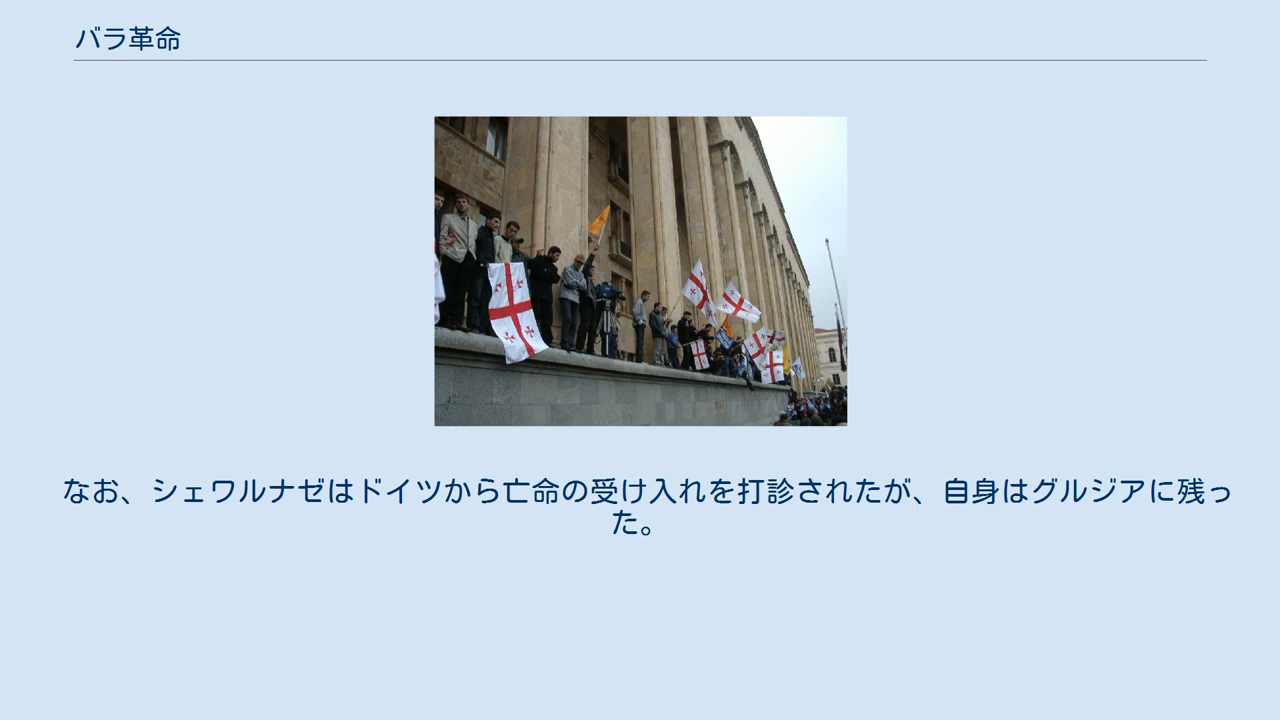 バラ革命
なお、シェワルナゼはドイツから亡命の受け入れを打診されたが、自身はグルジアに残っ
た。